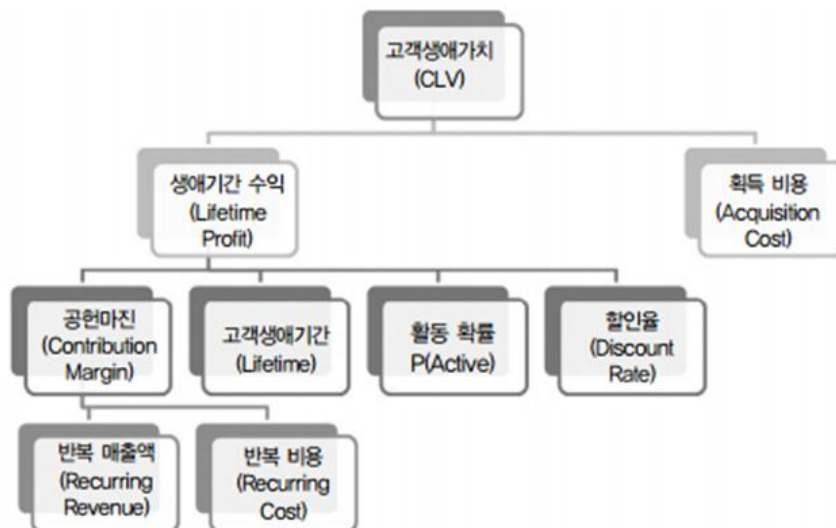 고객생애가치
(CLV)
생애기간 수익
(Lifetime
Profit)
획득 비용
(Acquisition
Cost)
공헌마진
(Contribution
Margin)
고객생애기간
(Lifetime)
활동 확률
P(Active)
할인율
(Discount
Rate)
반복 매출액
(Recurring
Revenue)
반복 비용
(Recurring
Cost)